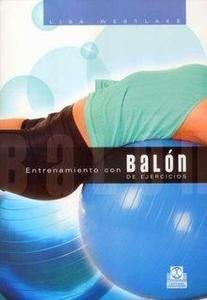 LISA WESTLAKE
Entrenamiento con BALÓN
DE EJERCICIOS